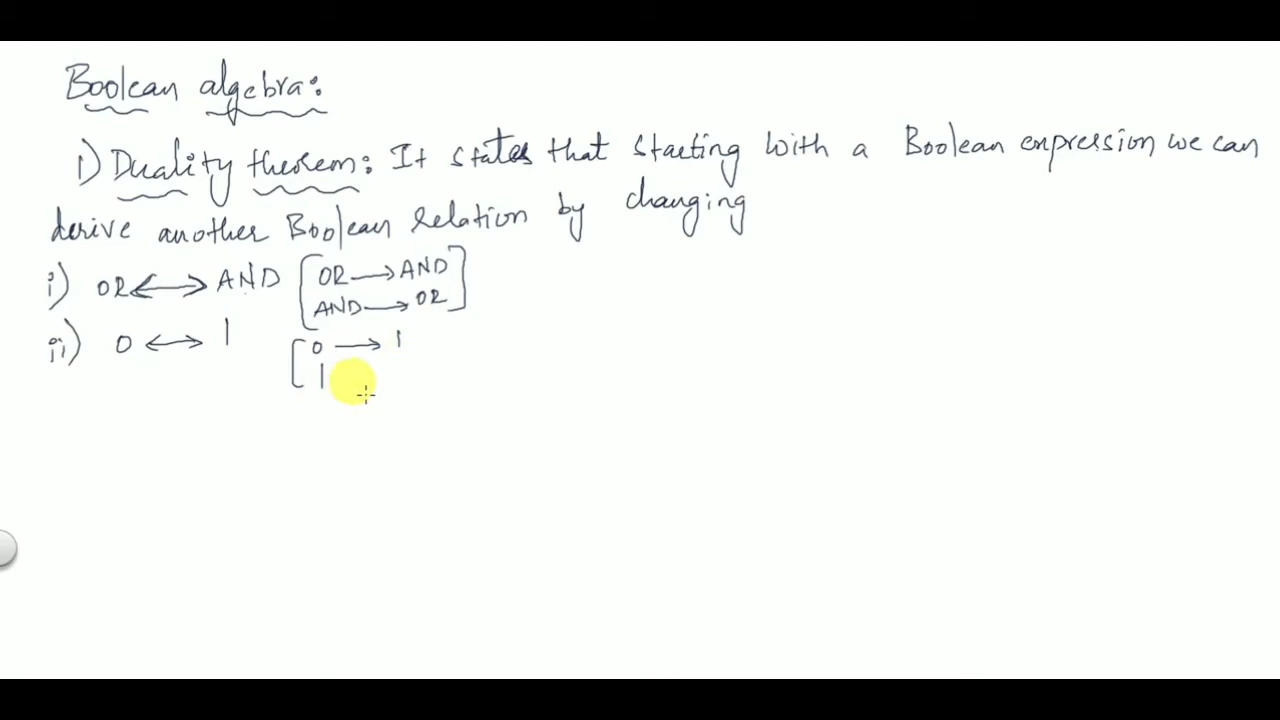 Boolean algebra:
i) Duality theorem: It states that starting with a Boolean expression we can
derive another Boolean relation by changing
i) OR ⟷ AND [OR ⟶ AND
AND ⟶ OR]
ii) 0 ⟷ 1 [0 ⟶ 1
1